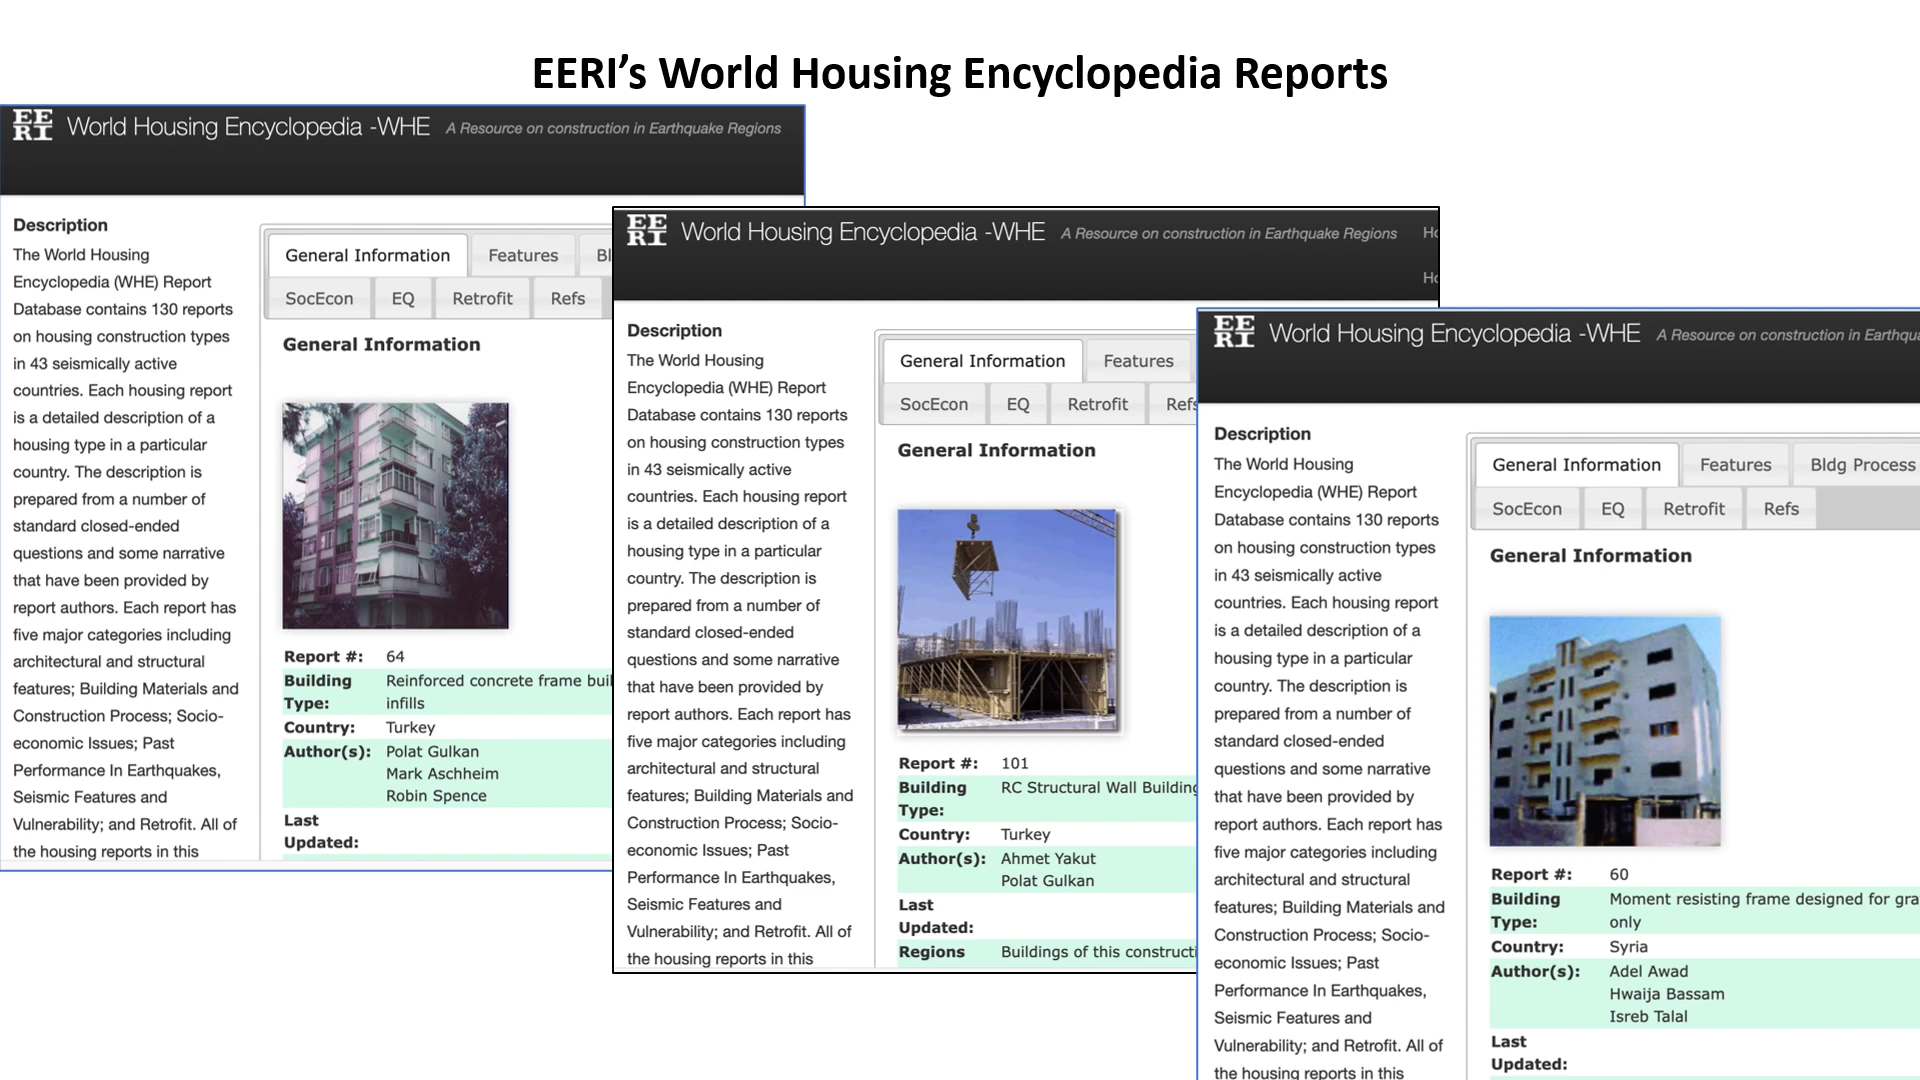 EERI’s World Housing Encyclopedia Reports
EE
RI
World Housing Encyclopedia -WHE
A Resource on construction in Earthquake Regions
Description
The World Housing
Encyclopedia (WHE) Report
Database contains 130 reports
on housing construction types
in 43 seismically active
countries. Each housing report
is a detailed description of a
housing type in a particular
country. The description is
prepared from a number of
standard closed-ended
questions and some narrative
that have been provided by
report authors. Each report has
five major categories including
architectural and structural
features; Building Materials and
Construction Process; Socio-
economic Issues; Past
Performance In Earthquakes,
Seismic Features and
Vulnerability; and Retrofit. All of
the housing reports in this
General Information Features Bl
SocEcon EQ Retrofit Refs
General Information
Report #: 64
Building Reinforced concrete frame buil
Type: infills
Country: Turkey
Author(s): Polat Gulkan
Mark Aschheim
Robin Spence
Last
Updated:
EE
RI
World Housing Encyclopedia -WHE
A Resource on construction in Earthquake Regions
Ho
Ho
Description
The World Housing
Encyclopedia (WHE) Report
Database contains 130 reports
on housing construction types
in 43 seismically active
countries. Each housing report
is a detailed description of a
housing type in a particular
country. The description is
prepared from a number of
standard closed-ended
questions and some narrative
that have been provided by
report authors. Each report has
five major categories including
architectural and structural
features; Building Materials and
Construction Process; Socio-
economic Issues; Past
Performance In Earthquakes,
Seismic Features and
Vulnerability; and Retrofit. All of
the housing reports in this
General Information Features
SocEcon EQ Retrofit Refs
General Information
Report #: 101
Building RC Structural Wall Building
Type:
Country: Turkey
Author(s): Ahmet Yakut
Polat Gulkan
Last
Updated:
Regions Buildings of this constructi
EE
RI
World Housing Encyclopedia -WHE
A Resource on construction in Earthqua
Description
The World Housing
Encyclopedia (WHE) Report
Database contains 130 reports
on housing construction types
in 43 seismically active
countries. Each housing report
is a detailed description of a
housing type in a particular
country. The description is
prepared from a number of
standard closed-ended
questions and some narrative
that have been provided by
report authors. Each report has
five major categories including
architectural and structural
features; Building Materials and
Construction Process; Socio-
economic Issues; Past
Performance In Earthquakes,
Seismic Features and
Vulnerability; and Retrofit. All of
the housing reports in this
General Information Features Bldg Process
SocEcon EQ Retrofit Refs
General Information
Report #: 60
Building Moment resisting frame designed for gra
Type: only
Country: Syria
Author(s): Adel Awad
Hwaija Bassam
Isreb Talal
Last
Updated: